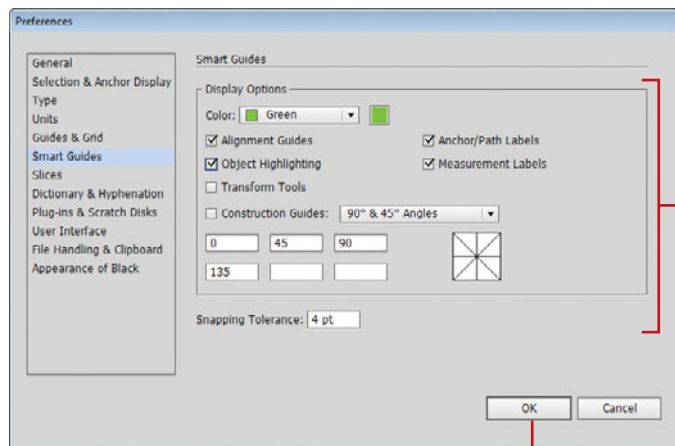 Preferences
General
Selection & Anchor Display
Type
Units
Guides & Grid
Smart Guides
Slices
Dictionary & Hyphenation
Plug-ins & Scratch Disks
User Interface
File Handling & Clipboard
Appearance of Black
Smart Guides
Display Options
Color: Green
Alignment Guides Anchor/Path Labels
Object Highlighting Measurement Labels
Transform Tools
Construction Guides: 90° & 45° Angles
0 45 90
135
Snapping Tolerance: 4 pt
OK Cancel